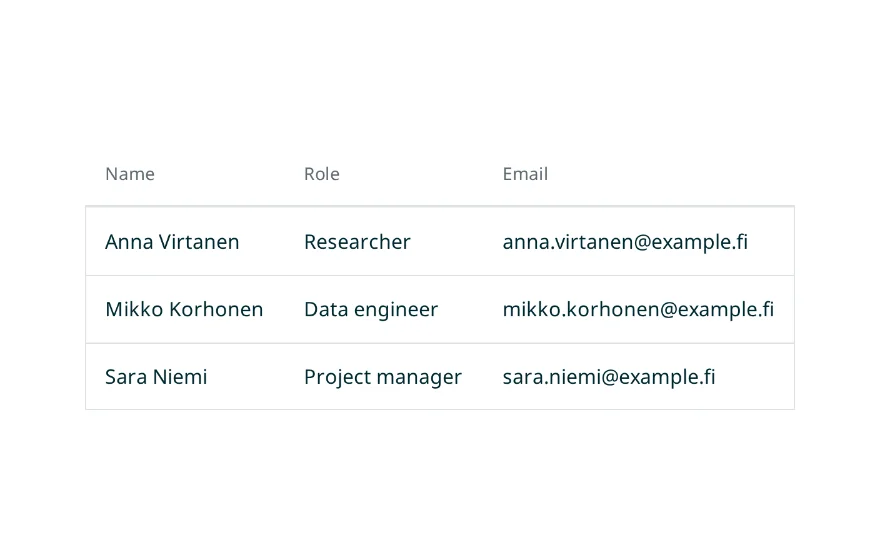 Name Role Email
Anna Virtanen Researcher anna.virtanen@example.fi
Mikko Korhonen Data engineer mikko.korhonen@example.fi
Sara Niemi Project manager sara.niemi@example.fi